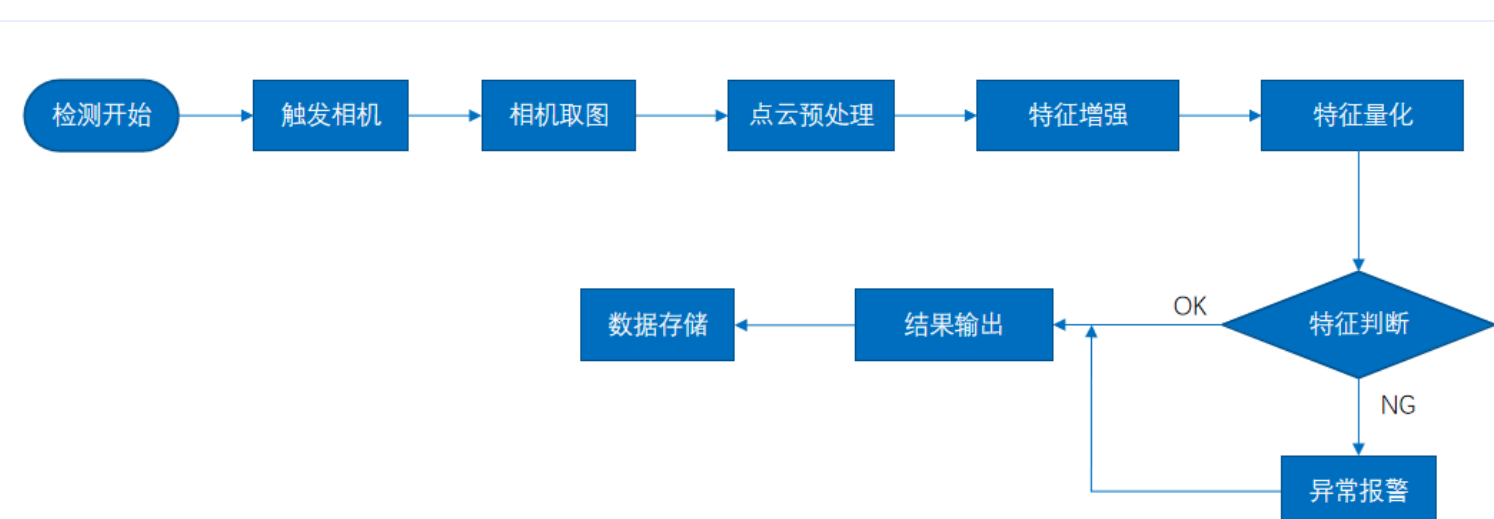 检测开始
触发相机
相机取图
点云预处理
特征增强
特征量化
特征判断
OK
结果输出
数据存储
NG
异常报警